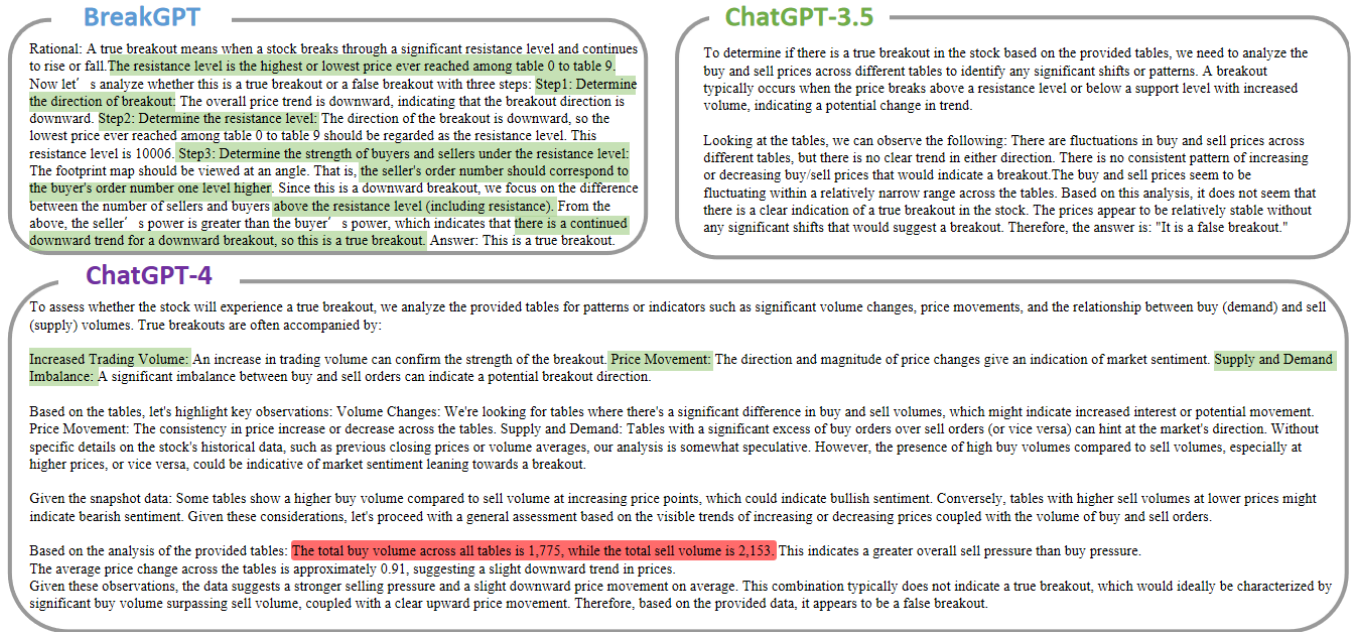 BreakGPT
Rational: A true breakout means when a stock breaks through a significant resistance level and continues
to rise or fall.The resistance level is the highest or lowest price ever reached among table 0 to table 9.
Now let’ s analyze whether this is a true breakout or a false breakout with three steps: Step1: Determine
the direction of breakout: The overall price trend is downward, indicating that the breakout direction is
downward. Step2: Determine the resistance level: The direction of the breakout is downward, so the
lowest price ever reached among table 0 to table 9 should be regarded as the resistance level. This
resistance level is 10006. Step3: Determine the strength of buyers and sellers under the resistance level:
The footprint map should be viewed at an angle. That is, the seller's order number should correspond to
the buyer's order number one level higher. Since this is a downward breakout, we focus on the difference
between the number of sellers and buyers above the resistance level (including resistance). From the
above, the seller’ s power is greater than the buyer’ s power, which indicates that there is a continued
downward trend for a downward breakout, so this is a true breakout. Answer: This is a true breakout.
ChatGPT-3.5
To determine if there is a true breakout in the stock based on the provided tables, we need to analyze the
buy and sell prices across different tables to identify any significant shifts or patterns. A breakout
typically occurs when the price breaks above a resistance level or below a support level with increased
volume, indicating a potential change in trend.
Looking at the tables, we can observe the following: There are fluctuations in buy and sell prices across
different tables, but there is no clear trend in either direction. There is no consistent pattern of increasing
or decreasing buy/sell prices that would indicate a breakout.The buy and sell prices seem to be
fluctuating within a relatively narrow range across the tables. Based on this analysis, it does not seem that
there is a clear indication of a true breakout in the stock. The prices appear to be relatively stable without
any significant shifts that would suggest a breakout. Therefore, the answer is: "It is a false breakout."
ChatGPT-4
To assess whether the stock will experience a true breakout, we analyze the provided tables for patterns or indicators such as significant volume changes, price movements, and the relationship between buy (demand) and sell
(supply) volumes. True breakouts are often accompanied by:
Increased Trading Volume: An increase in trading volume can confirm the strength of the breakout. Price Movement: The direction and magnitude of price changes give an indication of market sentiment. Supply and Demand
Imbalance: A significant imbalance between buy and sell orders can indicate a potential breakout direction.
Based on the tables, let's highlight key observations: Volume Changes: We're looking for tables where there's a significant difference in buy and sell volumes, which might indicate increased interest or potential movement.
Price Movement: The consistency in price increase or decrease across the tables. Supply and Demand: Tables with a significant excess of buy orders over sell orders (or vice versa) can hint at the market's direction. Without
specific details on the stock's historical data, such as previous closing prices or volume averages, our analysis is somewhat speculative. However, the presence of high buy volumes compared to sell volumes, especially at
higher prices, or vice versa, could be indicative of market sentiment leaning towards a breakout.
Given the snapshot data: Some tables show a higher buy volume compared to sell volume at increasing price points, which could indicate bullish sentiment. Conversely, tables with higher sell volumes at lower prices might
indicate bearish sentiment. Given these considerations, let's proceed with a general assessment based on the visible trends of increasing or decreasing prices coupled with the volume of buy and sell orders.
Based on the analysis of the provided tables: The total buy volume across all tables is 1,775, while the total sell volume is 2,153. This indicates a greater overall sell pressure than buy pressure.
The average price change across the tables is approximately 0.91, suggesting a slight downward trend in prices.
Given these observations, the data suggests a stronger selling pressure and a slight downward price movement on average. This combination typically does not indicate a true breakout, which would ideally be characterized by
significant buy volume surpassing sell volume, coupled with a clear upward price movement. Therefore, based on the provided data, it appears to be a false breakout.